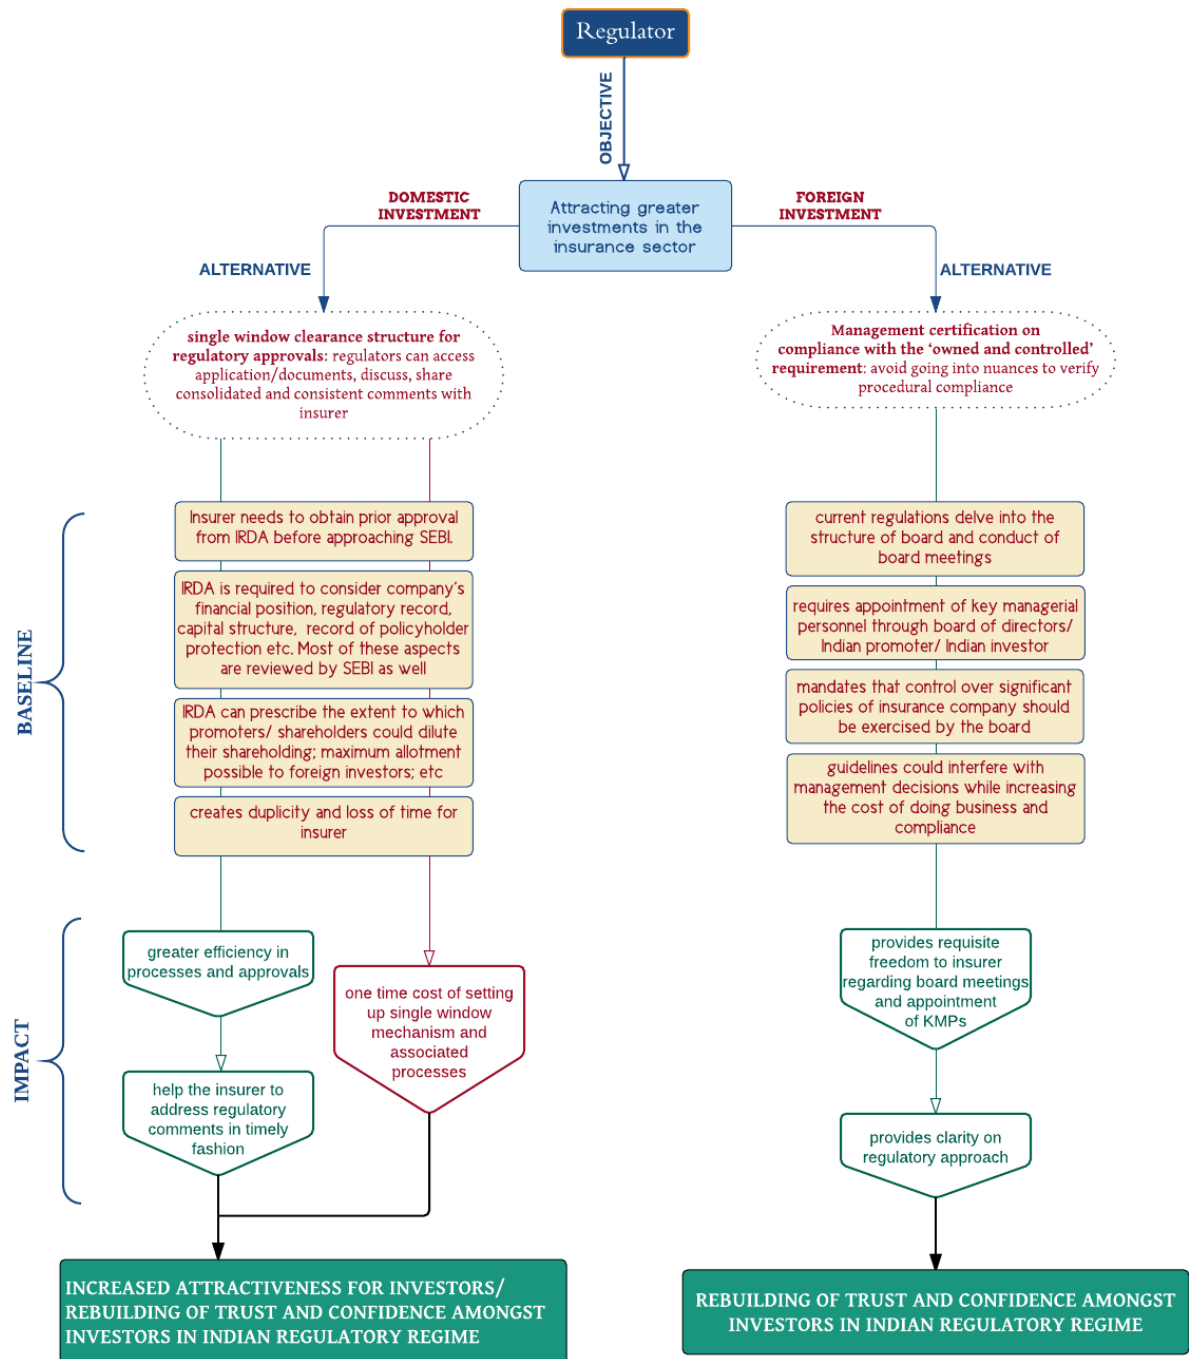 Regulator
OBJECTIVE
Attracting greater
investments in the
insurance sector
DOMESTIC
INVESTMENT
FOREIGN
INVESTMENT
ALTERNATIVE
ALTERNATIVE
single window clearance structure for
regulatory approvals: regulators can access
application/documents, discuss, share
consolidated and consistent comments with
insurer
Management certification on
compliance with the ‘owned and controlled’
requirement: avoid going into nuances to verify
procedural compliance
BASELINE
Insurer needs to obtain prior approval
from IRDA before approaching SEBI.
IRDA is required to consider company's
financial position, regulatory record,
capital structure, record of policyholder
protection etc. Most of these aspects
are reviewed by SEBI as well
IRDA can prescribe the extent to which
promoters/ shareholders could dilute
their shareholding; maximum allotment
possible to foreign investors; etc
creates duplicity and loss of time for
insurer
current regulations delve into the
structure of board and conduct of
board meetings
requires appointment of key managerial
personnel through board of directors/
Indian promoter/ Indian investor
mandates that control over significant
policies of insurance company should
be exercised by the board
guidelines could interfere with
management decisions while increasing
the cost of doing business and
compliance
IMPACT
greater efficiency in
processes and approvals
help the insurer to
address regulatory
comments in timely
fashion
one time cost of setting
up single window
mechanism and
associated
processes
provides requisite
freedom to insurer
regarding board meetings
and appointment
of KMPs
provides clarity on
regulatory approach
INCREASED ATTRACTIVENESS FOR INVESTORS/
REBUILDING OF TRUST AND CONFIDENCE AMONGST
INVESTORS IN INDIAN REGULATORY REGIME
REBUILDING OF TRUST AND CONFIDENCE AMONGST
INVESTORS IN INDIAN REGULATORY REGIME